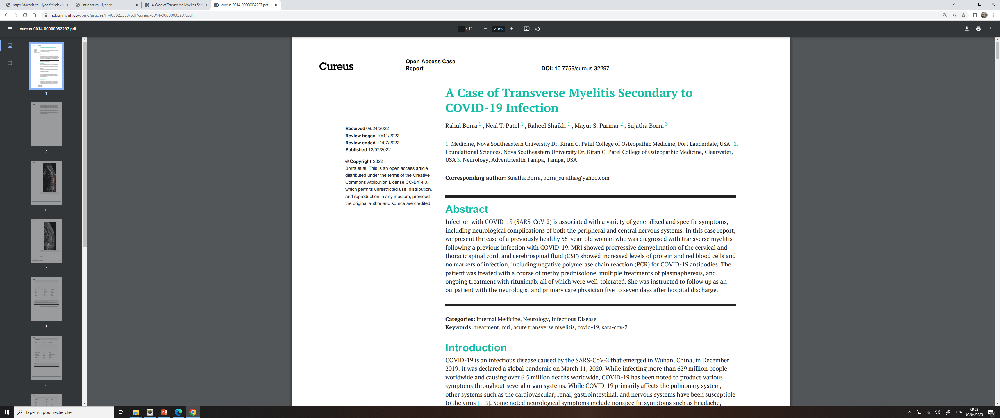 https://favoris.chu-lyon.fr/index.
intranet.chu-lyon.fr
A Case of Transverse Myelitis Sec
cureus-0014-00000032297.pdf
ncbi.nlm.nih.gov/pmc/articles/PMC9822530/pdf/cureus-0014-00000032297.pdf
cureus-0014-00000032297.pdf
1 / 11
216%
1
2
3
4
5
6
Cureus
Open Access Case
Report
DOI: 10.7759/cureus.32297
A Case of Transverse Myelitis Secondary to
COVID-19 Infection
Rahul Borra 1 , Neal T. Patel 1 , Raheel Shaikh 1 , Mayur S. Parmar 2 , Sujatha Borra 3
Received 08/24/2022
Review began 10/11/2022
Review ended 11/07/2022
Published 12/07/2022
© Copyright 2022
Borra et al. This is an open access article
distributed under the terms of the Creative
Commons Attribution License CC-BY 4.0.,
which permits unrestricted use, distribution,
and reproduction in any medium, provided
the original author and source are credited.
1. Medicine, Nova Southeastern University Dr. Kiran C. Patel College of Osteopathic Medicine, Fort Lauderdale, USA 2.
Foundational Sciences, Nova Southeastern University Dr. Kiran C. Patel College of Osteopathic Medicine, Clearwater,
USA 3. Neurology, AdventHealth Tampa, Tampa, USA
Corresponding author: Sujatha Borra, borra_sujatha@yahoo.com
Abstract
Infection with COVID-19 (SARS-CoV-2) is associated with a variety of generalized and specific symptoms,
including neurological complications of both the peripheral and central nervous systems. In this case report,
we present the case of a previously healthy 55-year-old woman who was diagnosed with transverse myelitis
following a previous infection with COVID-19. MRI showed progressive demyelination of the cervical and
thoracic spinal cord, and cerebrospinal fluid (CSF) showed increased levels of protein and red blood cells and
no markers of infection, including negative polymerase chain reaction (PCR) for COVID-19 antibodies. The
patient was treated with a course of methylprednisolone, multiple treatments of plasmapheresis, and
ongoing treatment with rituximab, all of which were well-tolerated. She was instructed to follow up as an
outpatient with the neurologist and primary care physician five to seven days after hospital discharge.
Categories: Internal Medicine, Neurology, Infectious Disease
Keywords: treatment, mri, acute transverse myelitis, covid-19, sars-cov-2
Introduction
COVID-19 is an infectious disease caused by the SARS-CoV-2 that emerged in Wuhan, China, in December
2019. It was declared a global pandemic on March 11, 2020. While infecting more than 629 million people
worldwide and causing over 6.5 million deaths worldwide, COVID-19 has been noted to produce various
symptoms throughout several organ systems. While COVID-19 primarily affects the pulmonary system,
other systems such as the cardiovascular, renal, gastrointestinal, and nervous systems have been susceptible
to the virus [1-3]. Some noted neurological symptoms include nonspecific symptoms such as headache,
Taper ici pour rechercher
FRA
09:03
03/04/2023
12